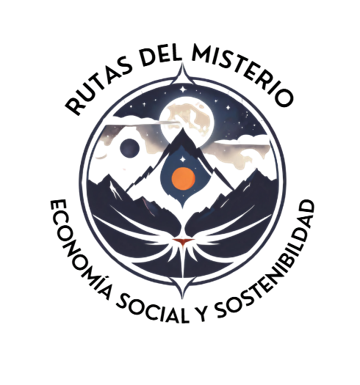 RUTAS DEL MISTERIO
ECONOMÍA SOCIAL Y SOSTENIBILDAD